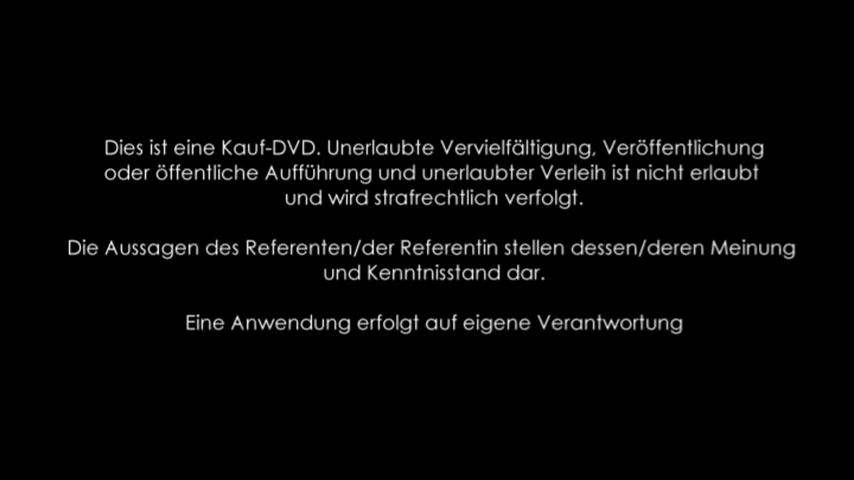 Dies ist eine Kauf-DVD. Unerlaubte Vervielfältigung, Veröffentlichung
oder öffentliche Aufführung und unerlaubter Verleih ist nicht erlaubt
und wird strafrechtlich verfolgt.
Die Aussagen des Referenten/der Referentin stellen dessen/deren Meinung
und Kenntnisstand dar.
Eine Anwendung erfolgt auf eigene Verantwortung